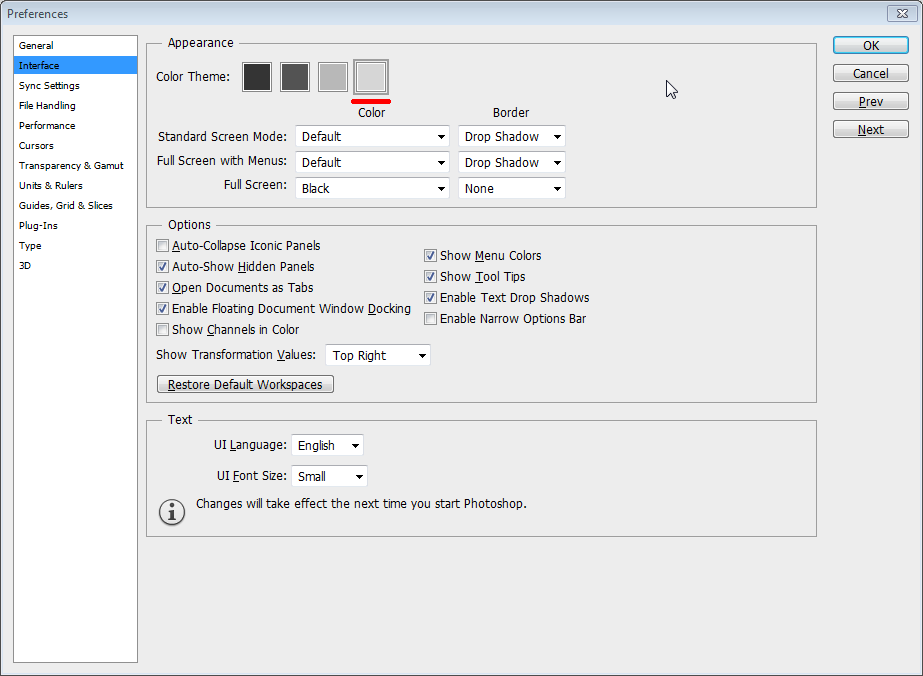 Preferences
General
Interface
Sync Settings
File Handling
Performance
Cursors
Transparency & Gamut
Units & Rulers
Guides, Grid & Slices
Plug-Ins
Type
3D
Appearance
Color Theme:
Color Border
Standard Screen Mode: Default Drop Shadow
Full Screen with Menus: Default Drop Shadow
Full Screen: Black None
Options
Auto-Collapse Iconic Panels
Auto-Show Hidden Panels
Open Documents as Tabs
Enable Floating Document Window Docking
Show Channels in Color
Show Menu Colors
Show Tool Tips
Enable Text Drop Shadows
Enable Narrow Options Bar
Show Transformation Values: Top Right
Restore Default Workspaces
Text
UI Language: English
UI Font Size: Small
Changes will take effect the next time you start Photoshop.
OK
Cancel
Prev
Next